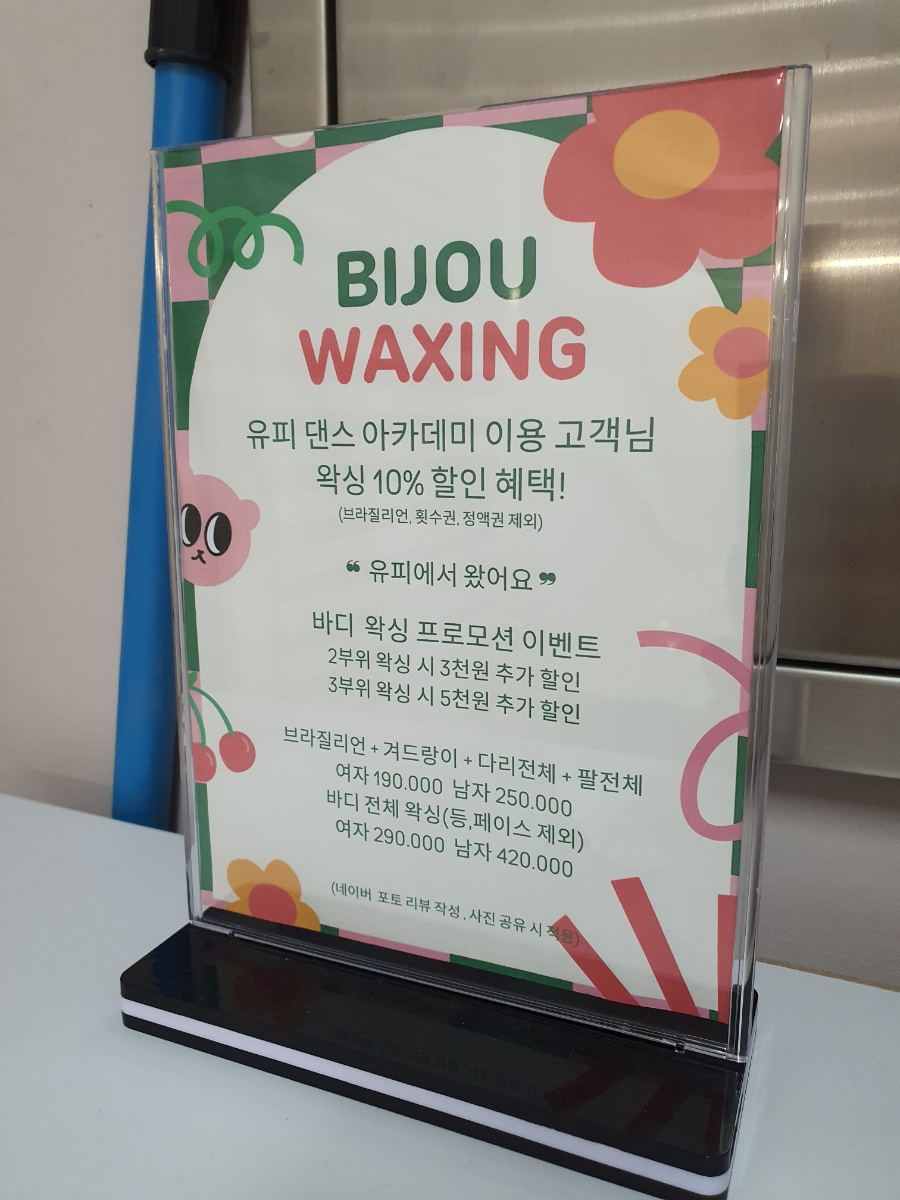 BIJOU
WAXING
유피 댄스 아카데미 이용 고객님
왁싱 10% 할인 혜택!
(브라질리언, 횟수권, 정액권 제외)
❝ 유피에서 왔어요 ❞
바디 왁싱 프로모션 이벤트
2부위 왁싱 시 3천원 추가 할인
3부위 왁싱 시 5천원 추가 할인
브라질리언 + 겨드랑이 + 다리전체 + 팔전체
여자 190.000 남자 250.000
바디 전체 왁싱(등,페이스 제외)
여자 290.000 남자 420.000
(네이버 포토 리뷰 작성, 사진 공유 시 적용)